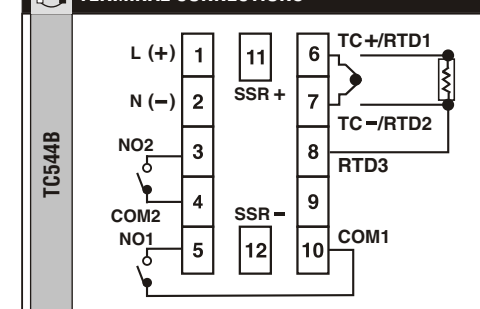 TERMINAL CONNECTIONS
TC544B
L (+) 1 11 6 TC+/RTD1
SSR +
N (−) 2 7 TC −/RTD2
NO2 3 8 RTD3
COM2 4 9
SSR −
NO1 5 12 10 COM1